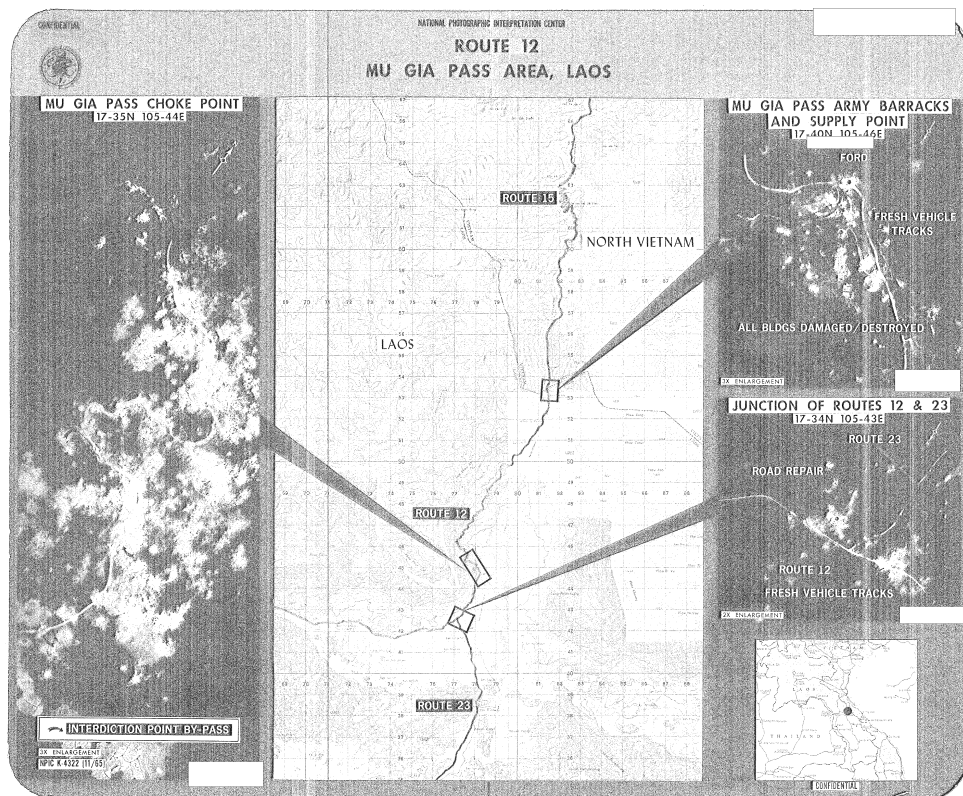 CONFIDENTIAL
NATIONAL PHOTOGRAPHIC INTERPRETATION CENTER
ROUTE 12
MU GIA PASS AREA, LAOS
MU GIA PASS CHOKE POINT
17-35N 105-44E
INTERDICTION POINT BY-PASS
3X ENLARGEMENT
NPIC K-4322 (11/65)
ROUTE 15
NORTH VIETNAM
LAOS
ROUTE 12
ROUTE 23
MU GIA PASS ARMY BARRACKS
AND SUPPLY POINT
17-40N 105-46E
FORD
FRESH VEHICLE
TRACKS
ALL BLDGS DAMAGED/DESTROYED
3X ENLARGEMENT
JUNCTION OF ROUTES 12 & 23
17-34N 105-43E
ROUTE 23
ROAD REPAIR
ROUTE 12
FRESH VEHICLE TRACKS
2X ENLARGEMENT
LAOS
THAILAND
CONFIDENTIAL